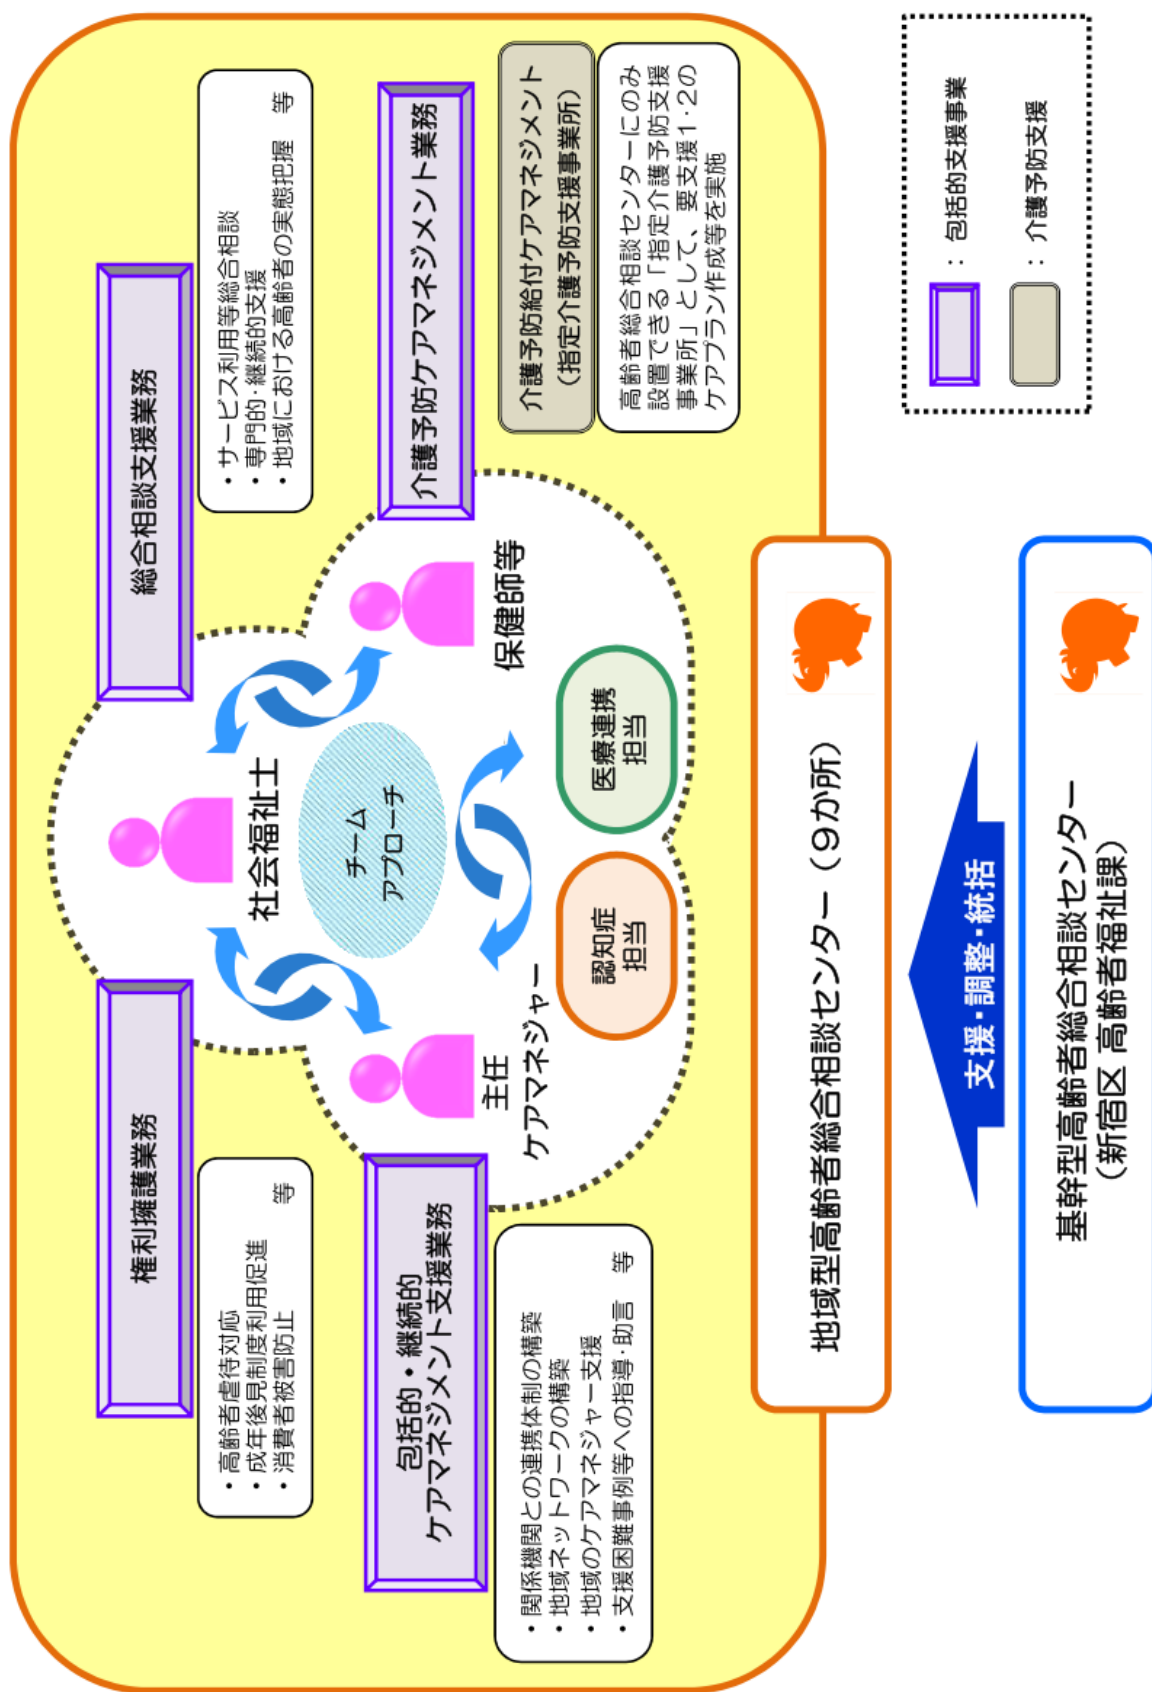 権利擁護業務
・高齢者虐待対応
・成年後見制度利用促進
・消費者被害防止　等
総合相談支援業務
・サービス利用等総合相談
・専門的・継続的支援
・地域における高齢者の実態把握　等
社会福祉士
チーム
アプローチ
包括的・継続的
ケアマネジメント支援業務
・関係機関との連携体制の構築
・地域ネットワークの構築
・地域のケアマネジャー支援
・支援困難事例等への指導・助言　等
主任
ケアマネジャー
保健師等
介護予防ケアマネジメント業務
認知症
担当
医療連携
担当
介護予防給付ケアマネジメント
（指定介護予防支援事業所）
高齢者総合相談センターにのみ
設置できる「指定介護予防支援
事業所」として、要支援1・2の
ケアプラン作成等を実施
地域型高齢者総合相談センター（9か所）
支援・調整・統括
基幹型高齢者総合相談センター
（新宿区 高齢者福祉課）
：包括的支援事業
：介護予防支援